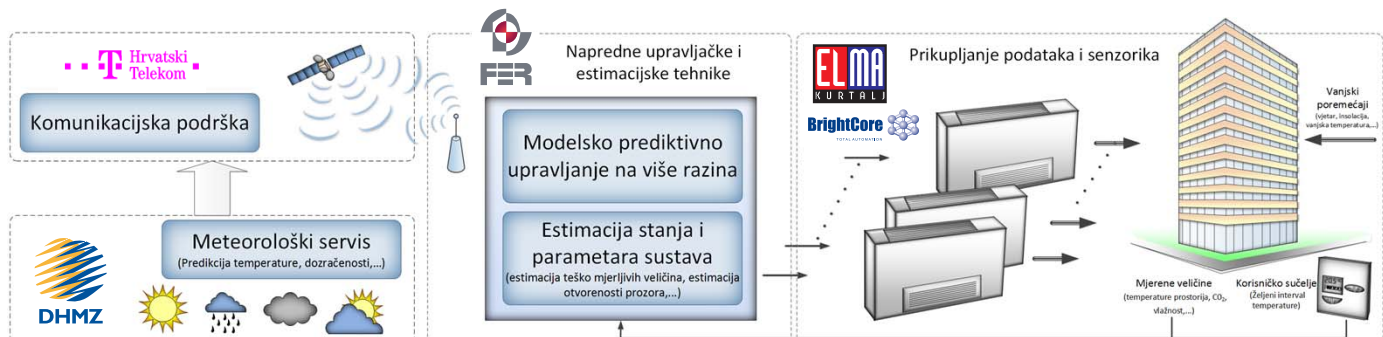 Hrvatski
Telekom
Komunikacijska podrška
Meteorološki servis
(Predikcija temperature, dozračenosti,...)
DHMZ
FER
Napredne upravljačke i
estimacijske tehnike
Modelsko prediktivno
upravljanje na više razina
Estimacija stanja i
parametara sustava
(estimacija teško mjerljivih veličina, estimacija
otvorenosti prozora,...)
Prikupljanje podataka i senzorika
ELMA
KURTALJ
BrightCore
TOTAL AUTOMATION
Vanjski
poremećaji
(vjetar, insolacija,
vanjska temperatura,...)
Mjerene veličine
(temperature prostorija, CO₂,
vlažnost,...)
Korisničko sučelje
(Željeni interval
temperature)